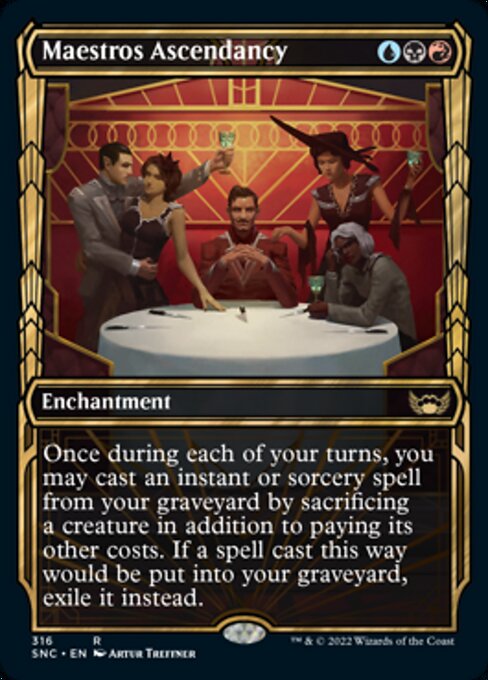 Maestros Ascendancy
Enchantment
Once during each of your turns, you
may cast an instant or sorcery spell
from your graveyard by sacrificing
a creature in addition to paying its
other costs. If a spell cast this way
would be put into your graveyard,
exile it instead.
316 R
SNC • EN ARTUR TREFFNER
™ & © 2022 Wizards of the Coast